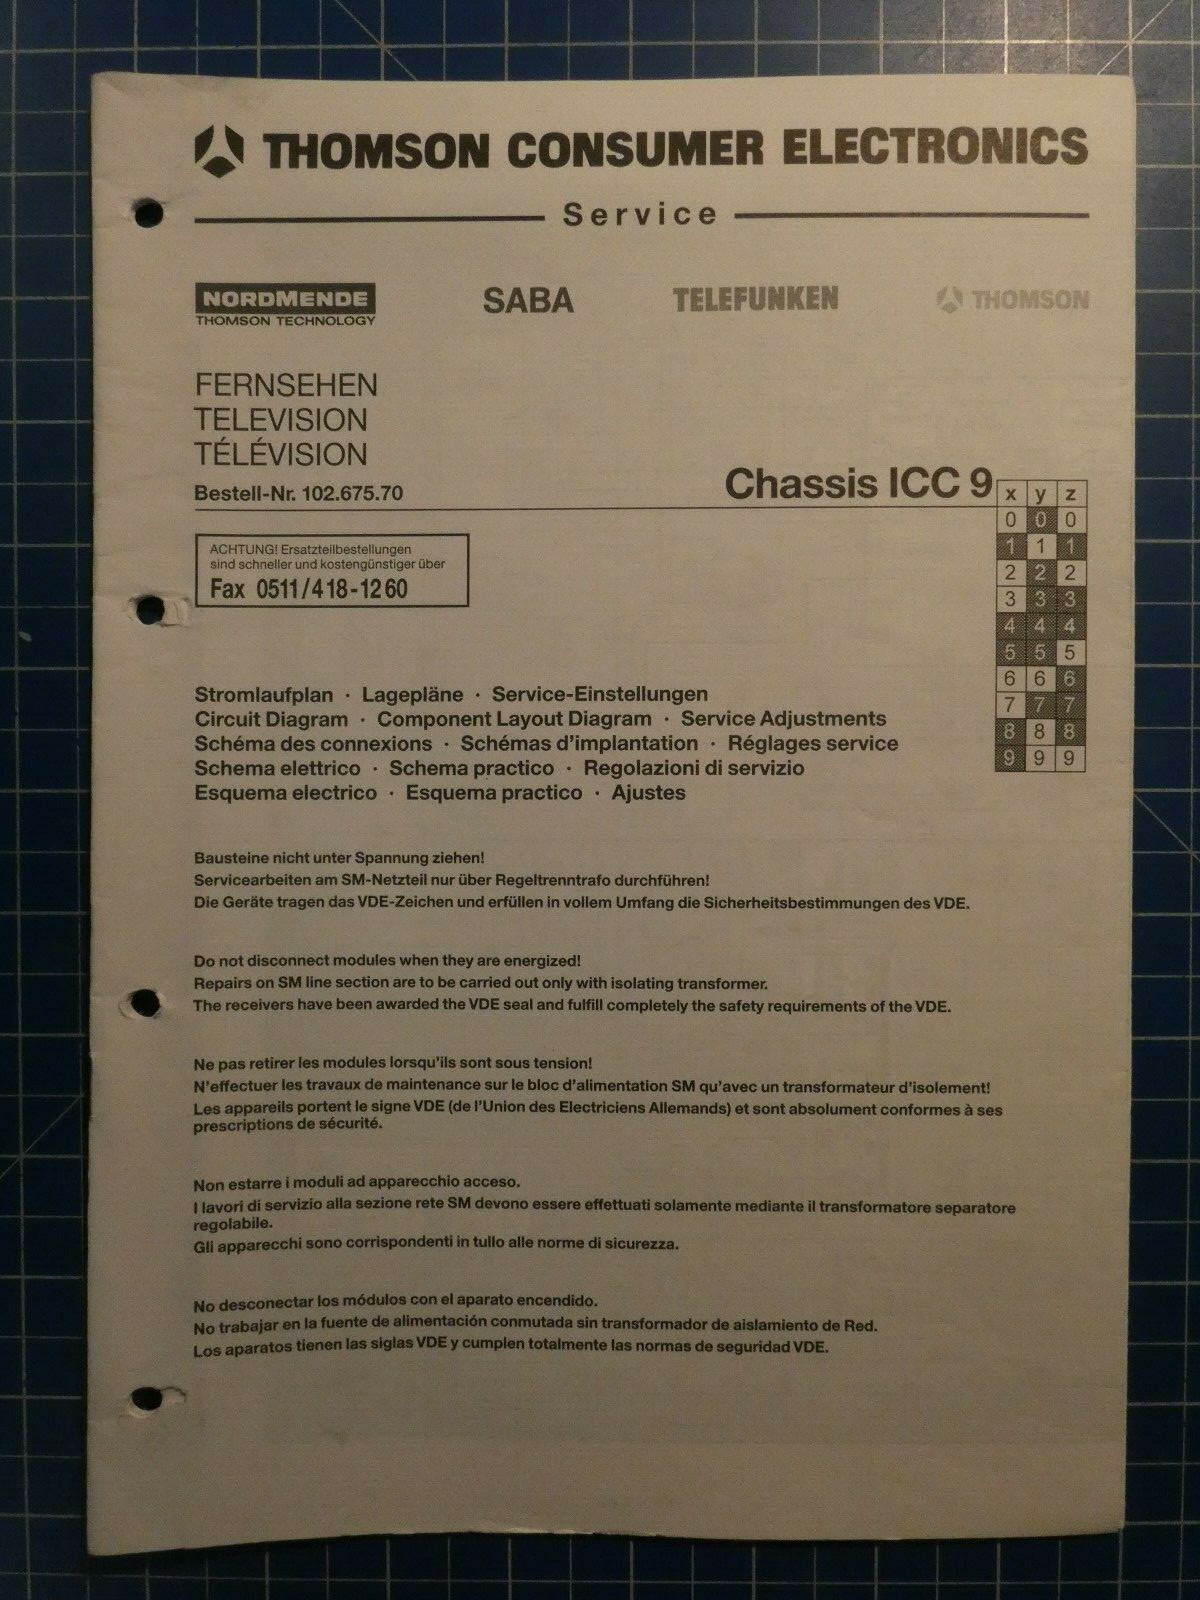 THOMSON CONSUMER ELECTRONICS
Service
NORDMENDE
THOMSON TECHNOLOGY
SABA
TELEFUNKEN
THOMSON
FERNSEHEN
TELEVISION
TÉLÉVISION
Bestell-Nr. 102.675.70
Chassis ICC 9
x y z
0 0 0
1 1 1
2 2 2
3 3 3
4 4 4
5 5 5
6 6 6
7 7 7
8 8 8
9 9 9
ACHTUNG! Ersatzteilbestellungen
sind schneller und kostengünstiger über
Fax 0511/418-1260
Stromlaufplan · Lagepläne · Service-Einstellungen
Circuit Diagram · Component Layout Diagram · Service Adjustments
Schéma des connexions · Schémas d'implantation · Réglages service
Schema elettrico · Schema practico · Regolazioni di servizio
Esquema electrico · Esquema practico · Ajustes
Bausteine nicht unter Spannung ziehen!
Servicearbeiten am SM-Netzteil nur über Regeltrenntrafo durchführen!
Die Geräte tragen das VDE-Zeichen und erfüllen in vollem Umfang die Sicherheitsbestimmungen des VDE.
Do not disconnect modules when they are energized!
Repairs on SM line section are to be carried out only with isolating transformer.
The receivers have been awarded the VDE seal and fulfill completely the safety requirements of the VDE.
Ne pas retirer les modules lorsqu'ils sont sous tension!
N'effectuer les travaux de maintenance sur le bloc d'alimentation SM qu'avec un transformateur d'isolement!
Les appareils portent le signe VDE (de l'Union des Electriciens Allemands) et sont absolument conformes à ses
prescriptions de sécurité.
Non estarre i moduli ad apparecchio acceso.
I lavori di servizio alla sezione rete SM devono essere effettuati solamente mediante il transformatore separatore
regolabile.
Gli apparecchi sono corrispondenti in tullo alle norme di sicurezza.
No desconectar los módulos con el aparato encendido.
No trabajar en la fuente de alimentación conmutada sin transformador de aislamiento de Red.
Los aparatos tienen las siglas VDE y cumplen totalmente las normas de seguridad VDE.